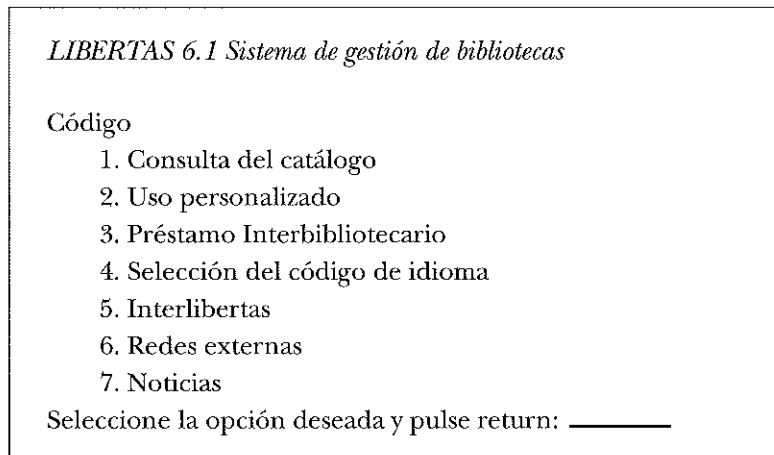 LIBERTAS 6.1 Sistema de gestión de bibliotecas
Código
1. Consulta del catálogo
2. Uso personalizado
3. Préstamo Interbibliotecario
4. Selección del código de idioma
5. Interlibertas
6. Redes externas
7. Noticias
Seleccione la opción deseada y pulse return: